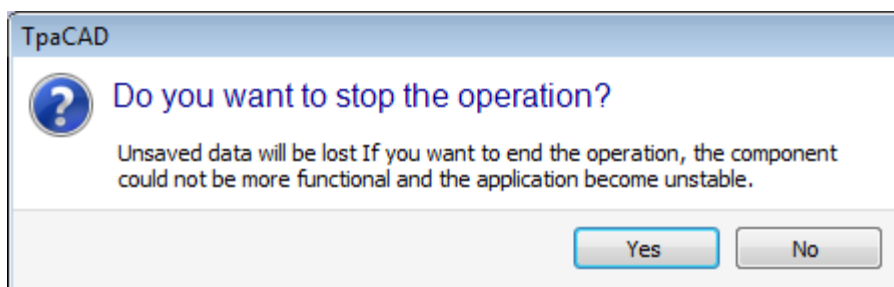 TpaCAD
Do you want to stop the operation?
Unsaved data will be lost If you want to end the operation, the component
could not be more functional and the application become unstable.
Yes No